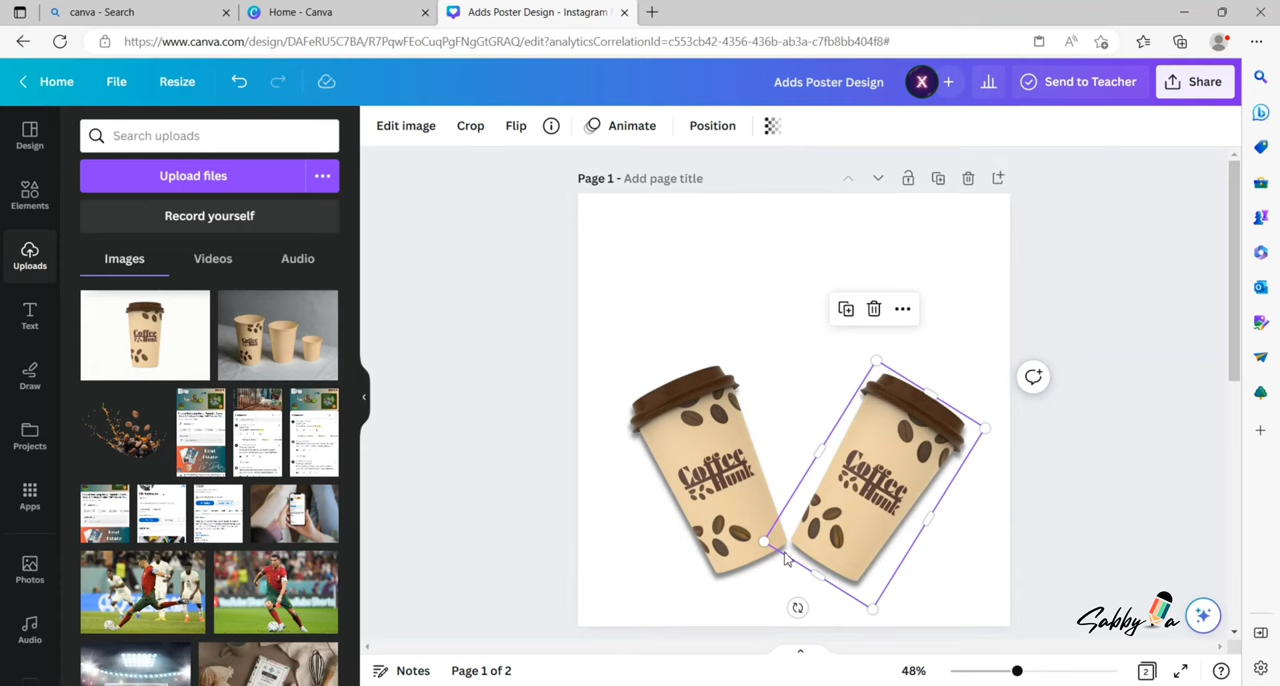 canva - Search
Home - Canva
Adds Poster Design - Instagram
https://www.canva.com/design/DAFeRU5C7BA/R7PqwFEoCuqPgFNgGtGRAQ/edit?analyticsCorrelationId=c553cb42-4356-436b-ab3a-c7fb8bb404f8#
Home File Resize Adds Poster Design X + Send to Teacher Share
Design
Search uploads
Edit image Crop Flip Animate Position
Upload files
Page 1 - Add page title
Elements
Record yourself
Uploads
Images Videos Audio
Text
Coffee Hunk
Draw
Projects
Coffee
Hunk
Coffee
Hunk
Apps
Photos
Audio
Sabby a
Notes Page 1 of 2 48% 2